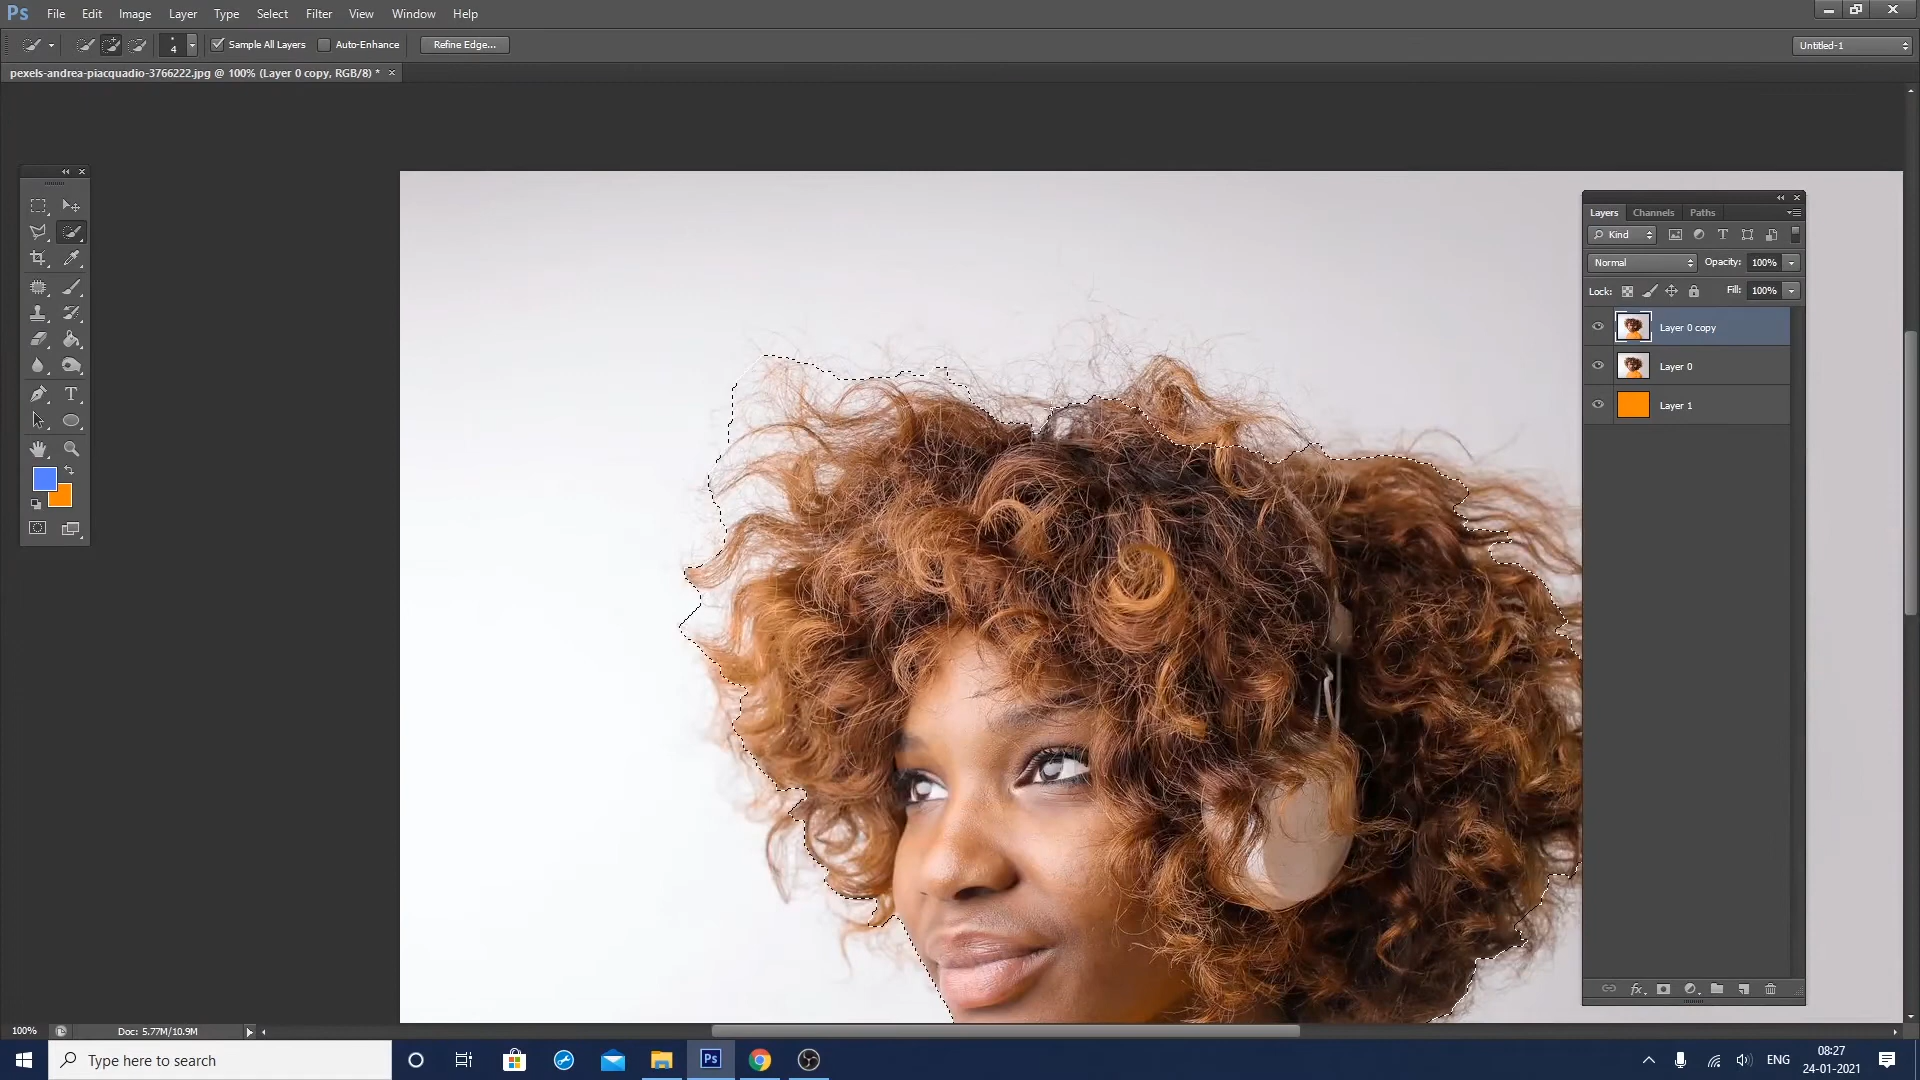 Ps File Edit Image Layer Type Select Filter View Window Help
4 Sample All Layers Auto-Enhance Refine Edge... Untitled-1
pexels-andrea-piacquadio-3766222.jpg @ 100% (Layer 0 copy, RGB/8) * ×
Layers Channels Paths
Kind
Normal Opacity: 100%
Lock: Fill: 100%
Layer 0 copy
Layer 0
Layer 1
100% Doc: 5.77M/10.9M
Type here to search
Ps
ENG
08:27
24-01-2021